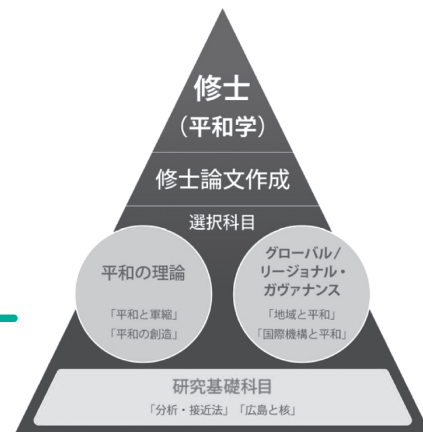 修士
(平和学)
修士論文作成
選択科目
平和の理論
「平和と軍縮」
「平和の創造」
グローバル/
リージョナル・
ガヴァナンス
「地域と平和」
「国際機構と平和」
研究基礎科目
「分析・接近法」「広島と核」